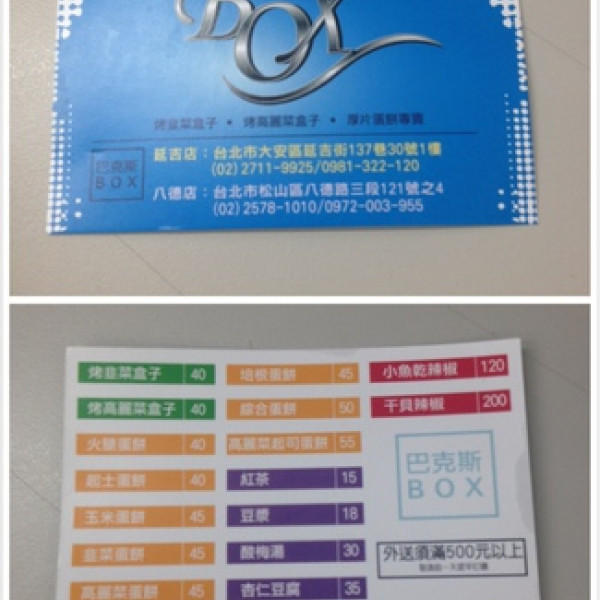 BOX
烤韭菜盒子 • 烤高麗菜盒子 • 厚片蛋餅專賣
巴克斯
BOX
延吉店：台北市大安區延吉街137巷30號1樓
(02) 2711-9925/0981-322-120
八德店：台北市松山區八德路三段121號之4
(02) 2578-1010/0972-003-955
烤韭菜盒子 40
烤高麗菜盒子 40
火腿蛋餅 40
起士蛋餅 40
玉米蛋餅 45
韭菜蛋餅 45
高麗菜蛋餅 45
培根蛋餅 45
綜合蛋餅 50
高麗菜起司蛋餅 55
紅茶 15
豆漿 18
酸梅湯 30
杏仁豆腐 35
小魚乾辣椒 120
干貝辣椒 200
巴克斯
BOX
外送須滿500元以上